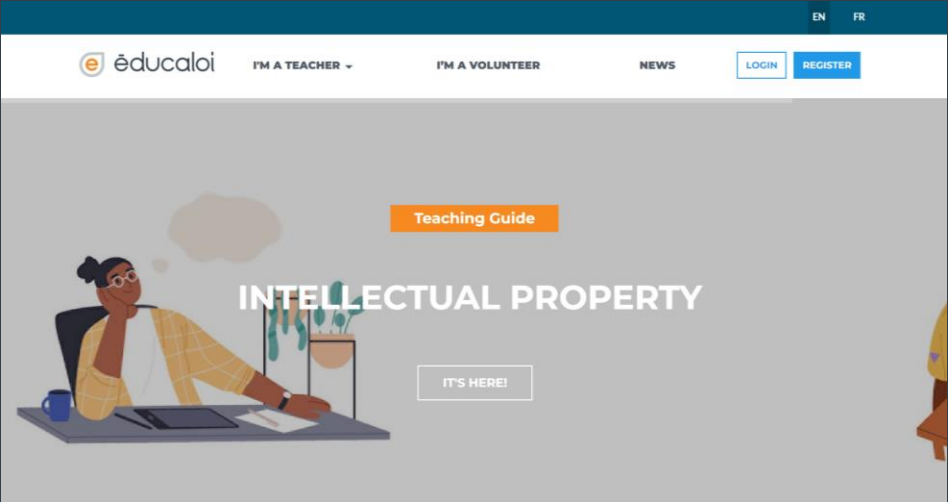 EN FR
e éducaloi I'M A TEACHER I'M A VOLUNTEER NEWS LOGIN REGISTER
Teaching Guide
INTELLECTUAL PROPERTY
IT'S HERE!